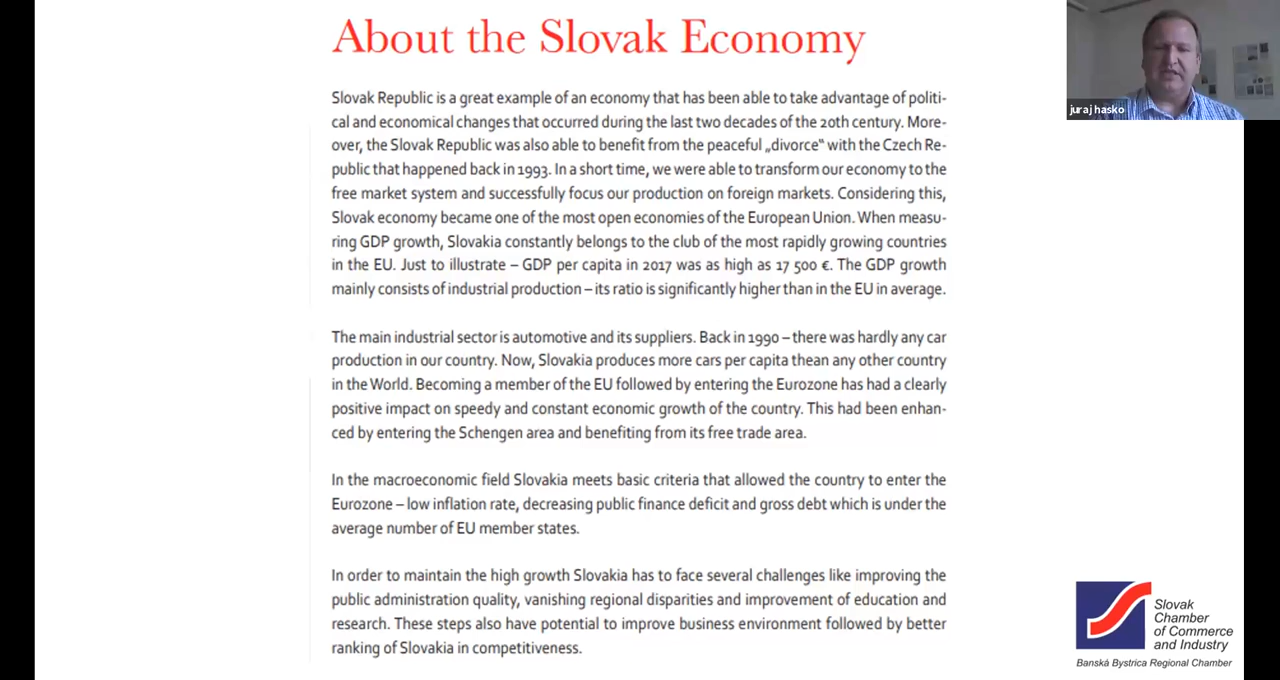 About the Slovak Economy
juraj hasko
Slovak Republic is a great example of an economy that has been able to take advantage of politi-
cal and economical changes that occurred during the last two decades of the 20th century. More-
over, the Slovak Republic was also able to benefit from the peaceful „divorce“ with the Czech Re-
public that happened back in 1993. In a short time, we were able to transform our economy to the
free market system and successfully focus our production on foreign markets. Considering this,
Slovak economy became one of the most open economies of the European Union. When measu-
ring GDP growth, Slovakia constantly belongs to the club of the most rapidly growing countries
in the EU. Just to illustrate – GDP per capita in 2017 was as high as 17 500 €. The GDP growth
mainly consists of industrial production – its ratio is significantly higher than in the EU in average.
The main industrial sector is automotive and its suppliers. Back in 1990 – there was hardly any car
production in our country. Now, Slovakia produces more cars per capita thean any other country
in the World. Becoming a member of the EU followed by entering the Eurozone has had a clearly
positive impact on speedy and constant economic growth of the country. This had been enhan-
ced by entering the Schengen area and benefiting from its free trade area.
In the macroeconomic field Slovakia meets basic criteria that allowed the country to enter the
Eurozone – low inflation rate, decreasing public finance deficit and gross debt which is under the
average number of EU member states.
In order to maintain the high growth Slovakia has to face several challenges like improving the
public administration quality, vanishing regional disparities and improvement of education and
research. These steps also have potential to improve business environment followed by better
ranking of Slovakia in competitiveness.
Slovak
Chamber
of Commerce
and Industry
Banská Bystrica Regional Chamber